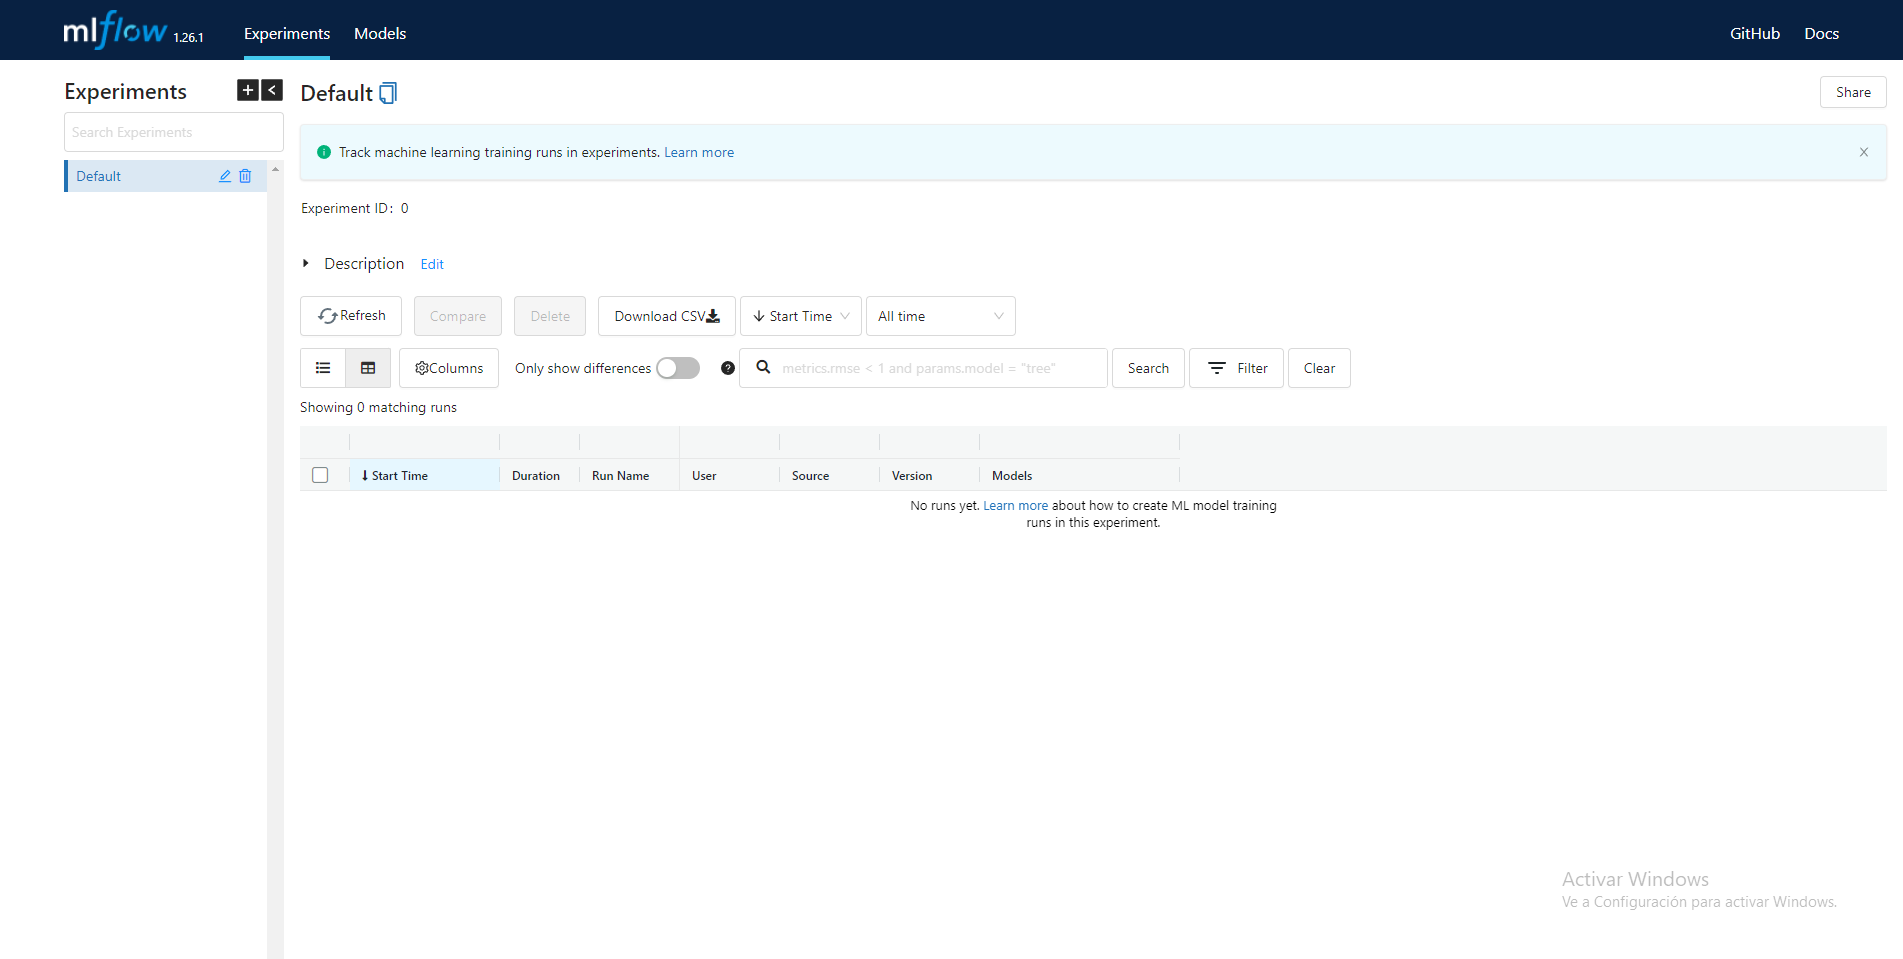 mlflow 1.26.1 Experiments Models GitHub Docs
Experiments + <
Search Experiments
Default
Default
Share
Track machine learning training runs in experiments. Learn more
Experiment ID: 0
Description Edit
Refresh Compare Delete Download CSV Start Time All time
Columns Only show differences metrics.rmse < 1 and params.model = "tree" Search Filter Clear
Showing 0 matching runs
Start Time Duration Run Name User Source Version Models
No runs yet. Learn more about how to create ML model training
runs in this experiment.
Activar Windows
Ve a Configuración para activar Windows.